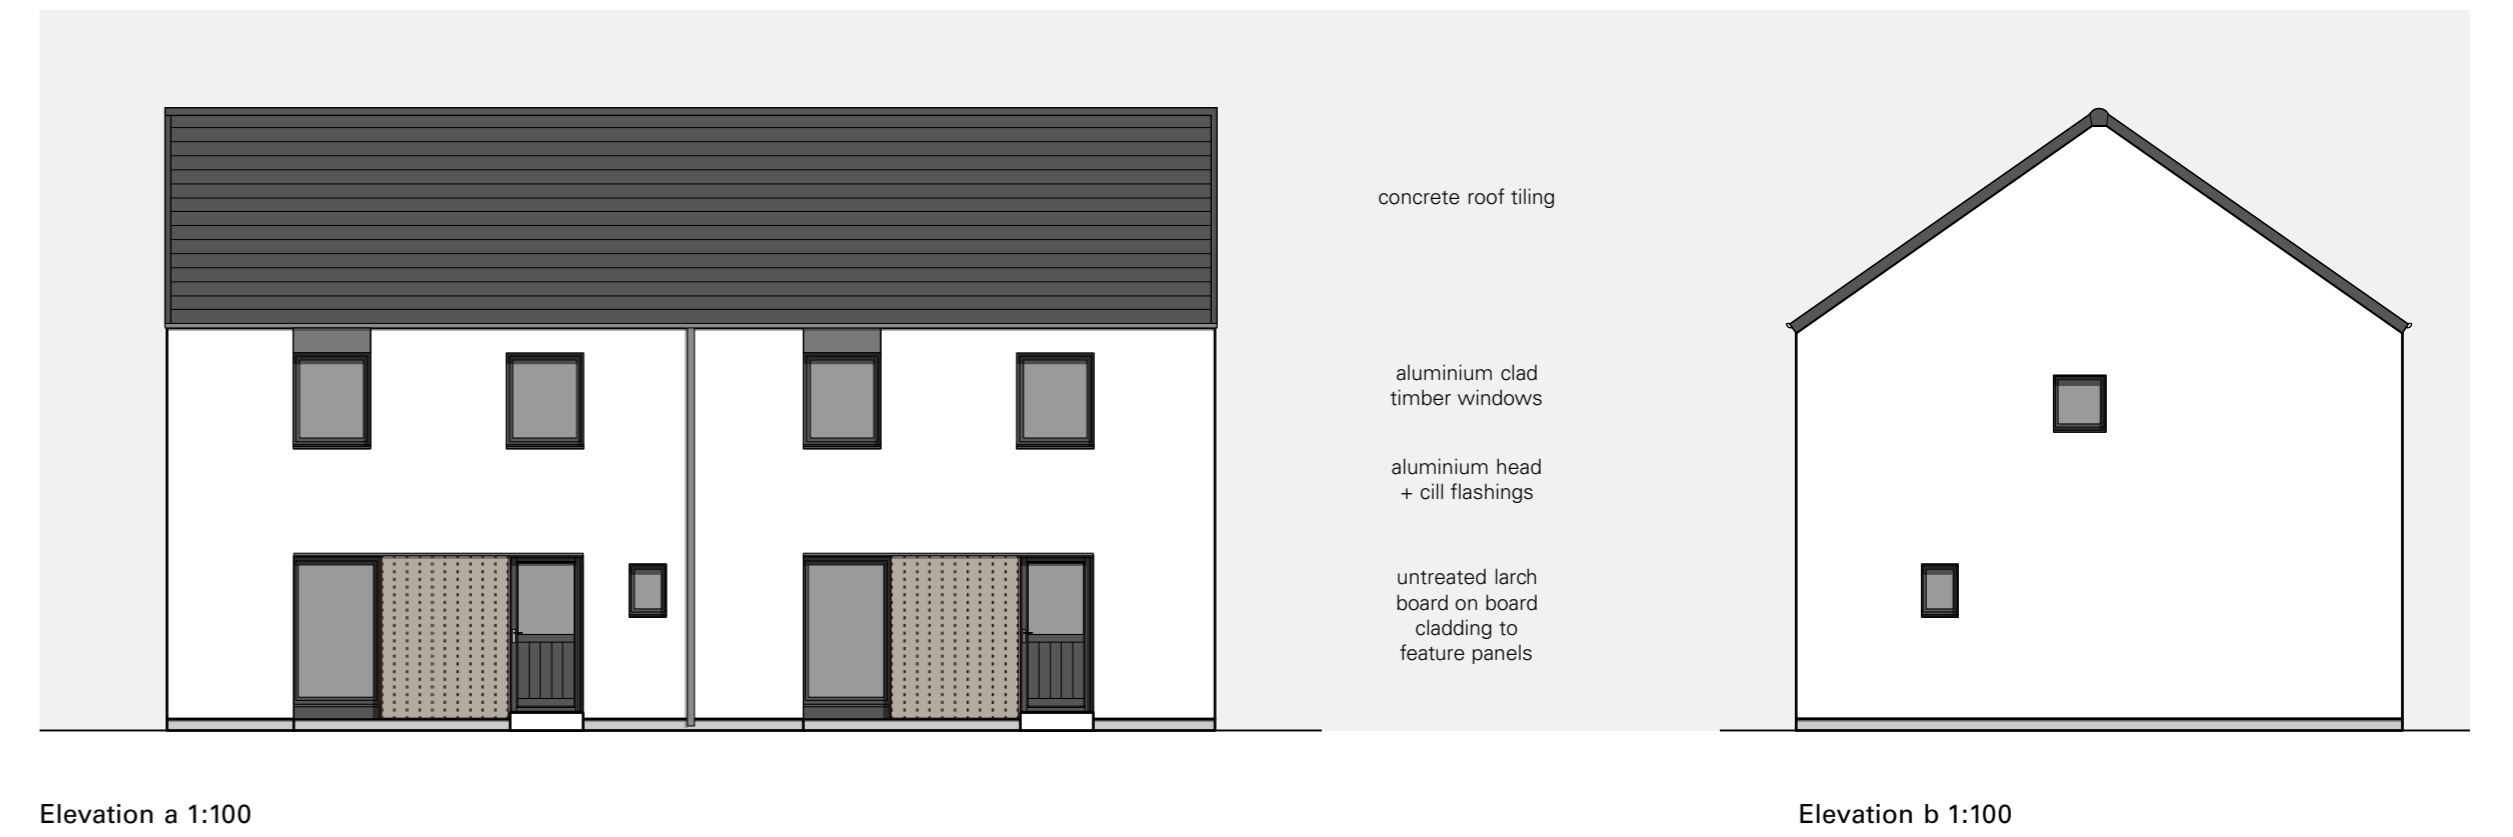 concrete roof tiling
aluminium clad
timber windows
aluminium head
+ cill flashings
untreated larch
board on board
cladding to
feature panels
Elevation a 1:100
Elevation b 1:100